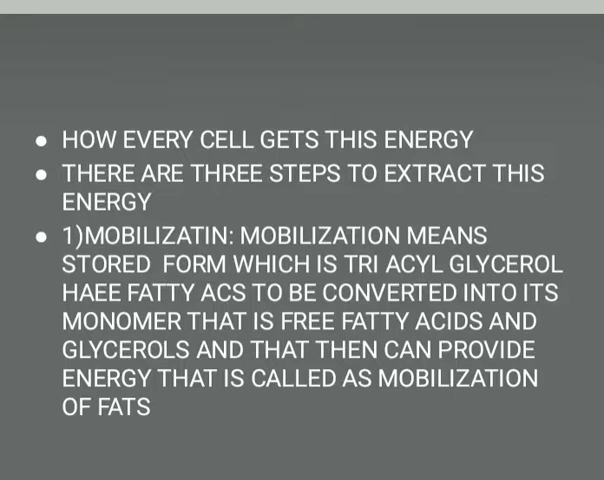 ● HOW EVERY CELL GETS THIS ENERGY
● THERE ARE THREE STEPS TO EXTRACT THIS
ENERGY
● 1)MOBILIZATIN: MOBILIZATION MEANS
STORED FORM WHICH IS TRI ACYL GLYCEROL
HAEE FATTY ACS TO BE CONVERTED INTO ITS
MONOMER THAT IS FREE FATTY ACIDS AND
GLYCEROLS AND THAT THEN CAN PROVIDE
ENERGY THAT IS CALLED AS MOBILIZATION
OF FATS